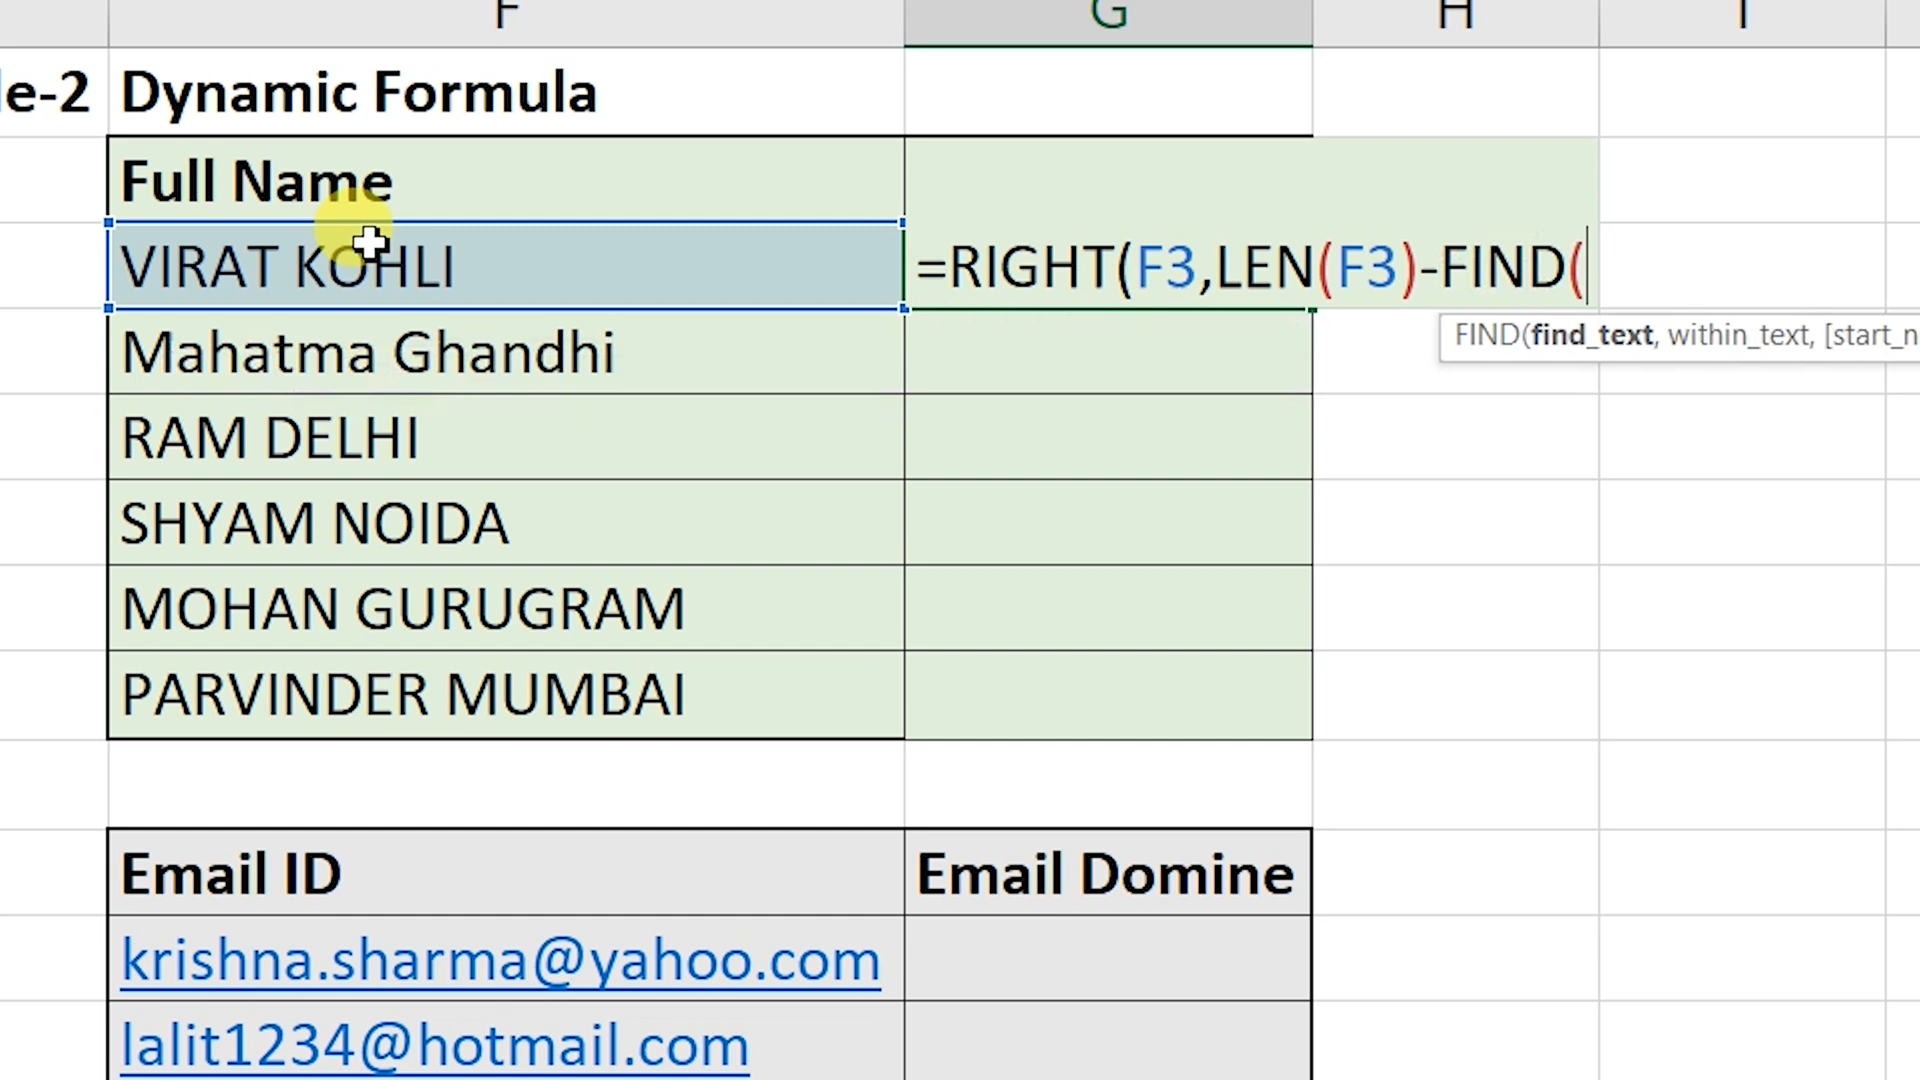 F G H I
e-2 Dynamic Formula
Full Name
VIRAT KOHLI =RIGHT(F3,LEN(F3)-FIND(
FIND(find_text, within_text, [start_n
Mahatma Ghandhi
RAM DELHI
SHYAM NOIDA
MOHAN GURUGRAM
PARVINDER MUMBAI
Email ID Email Domine
krishna.sharma@yahoo.com
lalit1234@hotmail.com